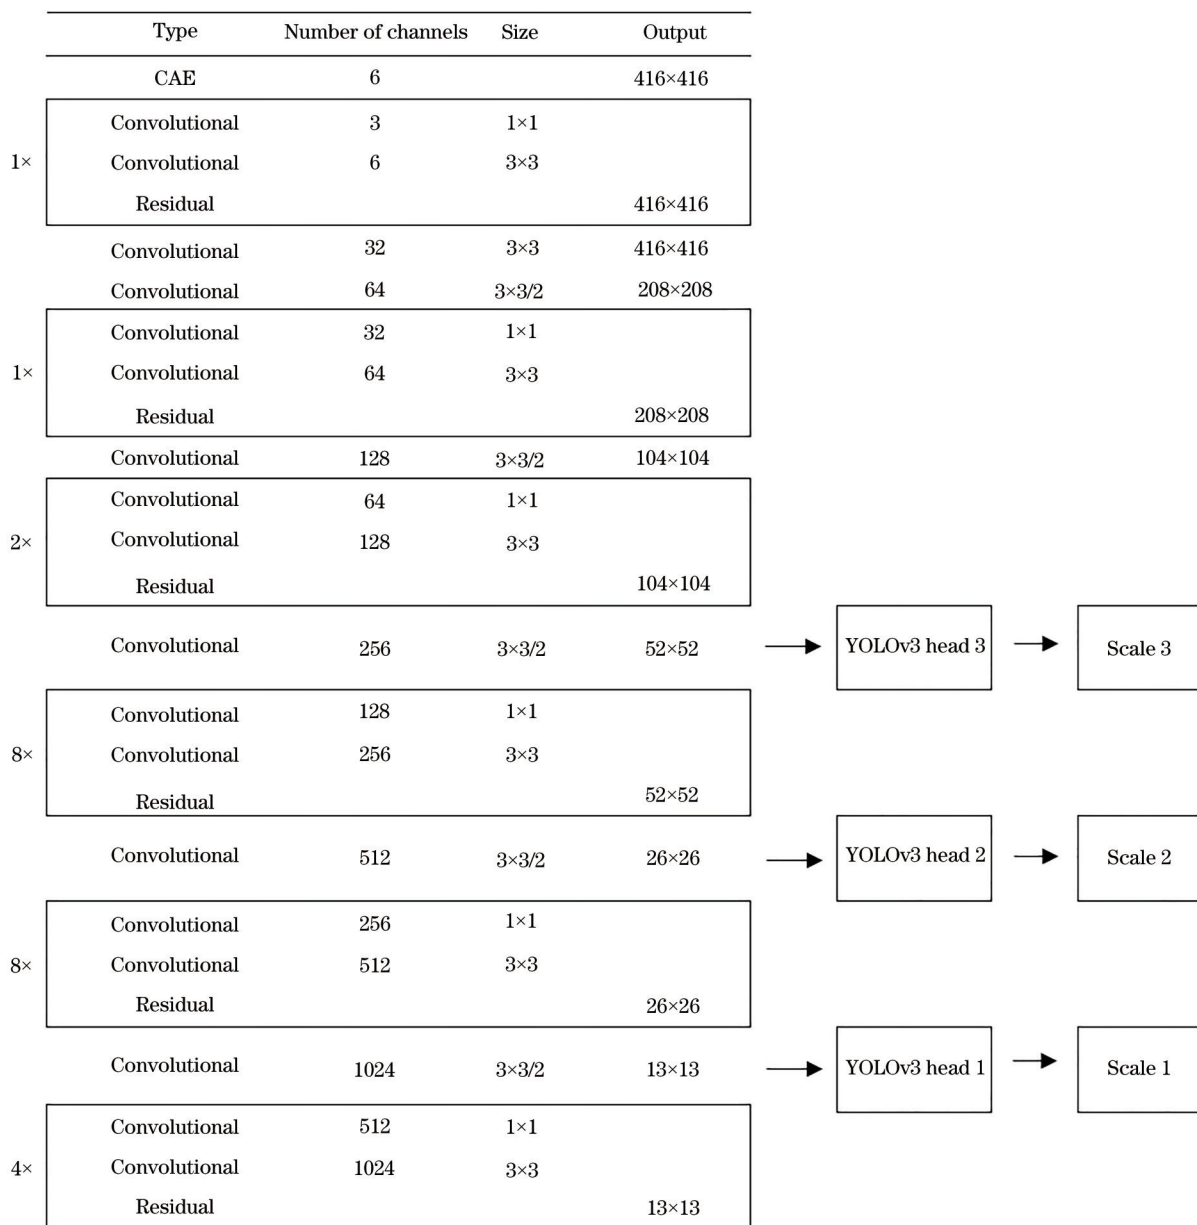 Type Number of channels Size Output
CAE 6 416×416
Convolutional 3 1×1
1× Convolutional 6 3×3
Residual 416×416
Convolutional 32 3×3 416×416
Convolutional 64 3×3/2 208×208
Convolutional 32 1×1
1× Convolutional 64 3×3
Residual 208×208
Convolutional 128 3×3/2 104×104
Convolutional 64 1×1
2× Convolutional 128 3×3
Residual 104×104
Convolutional 256 3×3/2 52×52 YOLOv3 head 3 Scale 3
Convolutional 128 1×1
8× Convolutional 256 3×3
Residual 52×52
Convolutional 512 3×3/2 26×26 YOLOv3 head 2 Scale 2
Convolutional 256 1×1
8× Convolutional 512 3×3
Residual 26×26
Convolutional 1024 3×3/2 13×13 YOLOv3 head 1 Scale 1
Convolutional 512 1×1
4× Convolutional 1024 3×3
Residual 13×13